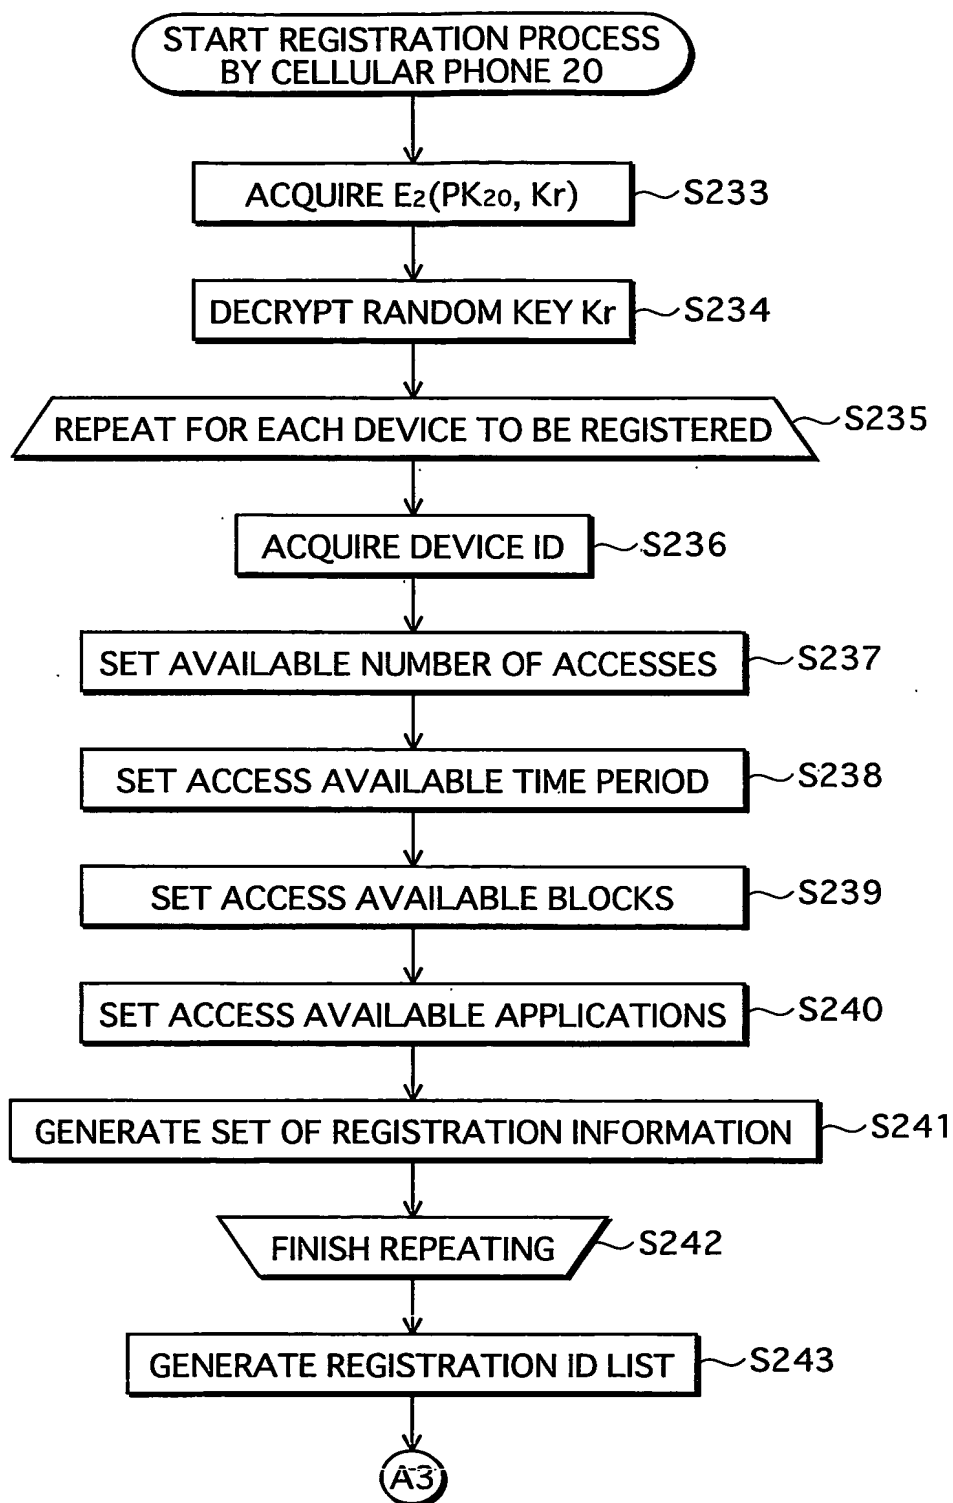 START REGISTRATION PROCESS
BY CELLULAR PHONE 20
ACQUIRE E2(PK20, Kr)
S233
DECRYPT RANDOM KEY Kr
S234
REPEAT FOR EACH DEVICE TO BE REGISTERED
S235
ACQUIRE DEVICE ID
S236
SET AVAILABLE NUMBER OF ACCESSES
S237
SET ACCESS AVAILABLE TIME PERIOD
S238
SET ACCESS AVAILABLE BLOCKS
S239
SET ACCESS AVAILABLE APPLICATIONS
S240
GENERATE SET OF REGISTRATION INFORMATION
S241
FINISH REPEATING
S242
GENERATE REGISTRATION ID LIST
S243
A3